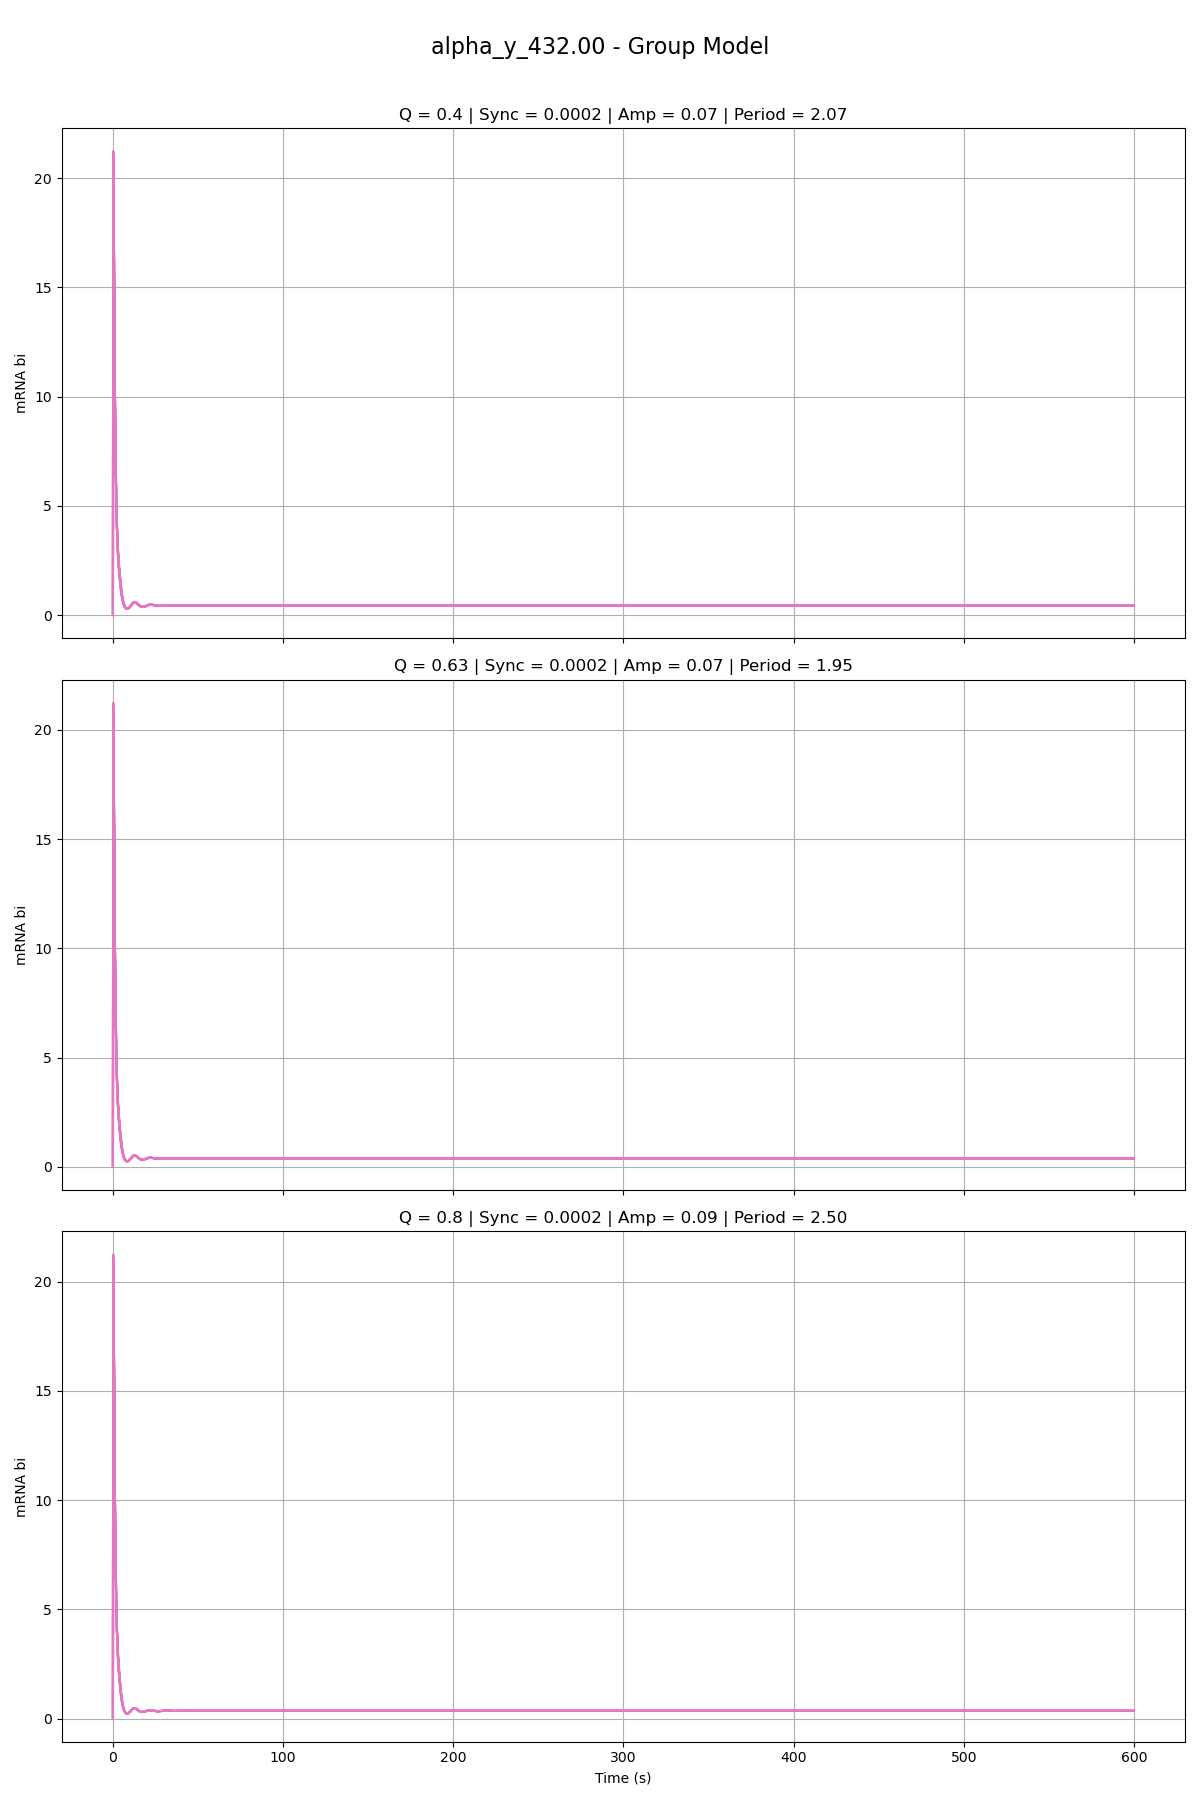 alpha_y_432.00 - Group Model
Q = 0.4 | Sync = 0.0002 | Amp = 0.07 | Period = 2.07
20
15
10
5
0
mRNA bi
Q = 0.63 | Sync = 0.0002 | Amp = 0.07 | Period = 1.95
20
15
10
5
0
mRNA bi
Q = 0.8 | Sync = 0.0002 | Amp = 0.09 | Period = 2.50
20
15
10
5
0
mRNA bi
0 100 200 300 400 500 600
Time (s)